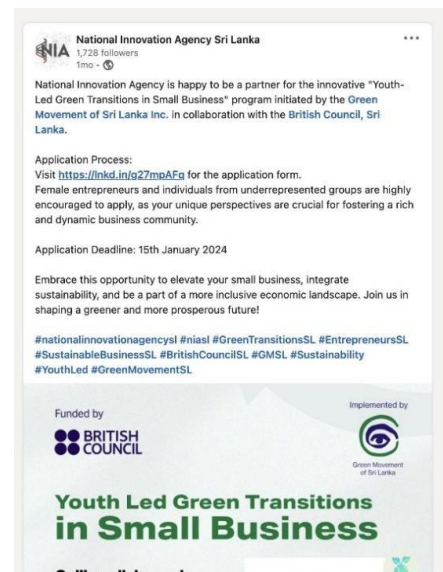 NIA
National Innovation Agency Sri Lanka
1,728 followers
1mo •
National Innovation Agency is happy to be a partner for the innovative "Youth-
Led Green Transitions in Small Business" program initiated by the Green
Movement of Sri Lanka Inc. in collaboration with the British Council, Sri
Lanka.
Application Process:
Visit https://lnkd.in/g27mpAFq for the application form.
Female entrepreneurs and individuals from underrepresented groups are highly
encouraged to apply, as your unique perspectives are crucial for fostering a rich
and dynamic business community.
Application Deadline: 15th January 2024
Embrace this opportunity to elevate your small business, integrate
sustainability, and be a part of a more inclusive economic landscape. Join us in
shaping a greener and more prosperous future!
#nationalinnovationagencysl #niasl #GreenTransitionsSL #EntrepreneursSL
#SustainableBusinessSL #BritishCouncilSL #GMSL #Sustainability
#YouthLed #GreenMovementSL
Funded by
BRITISH
COUNCIL
Implemented by
Green Movement
of Sri Lanka
Youth Led Green Transitions
in Small Business